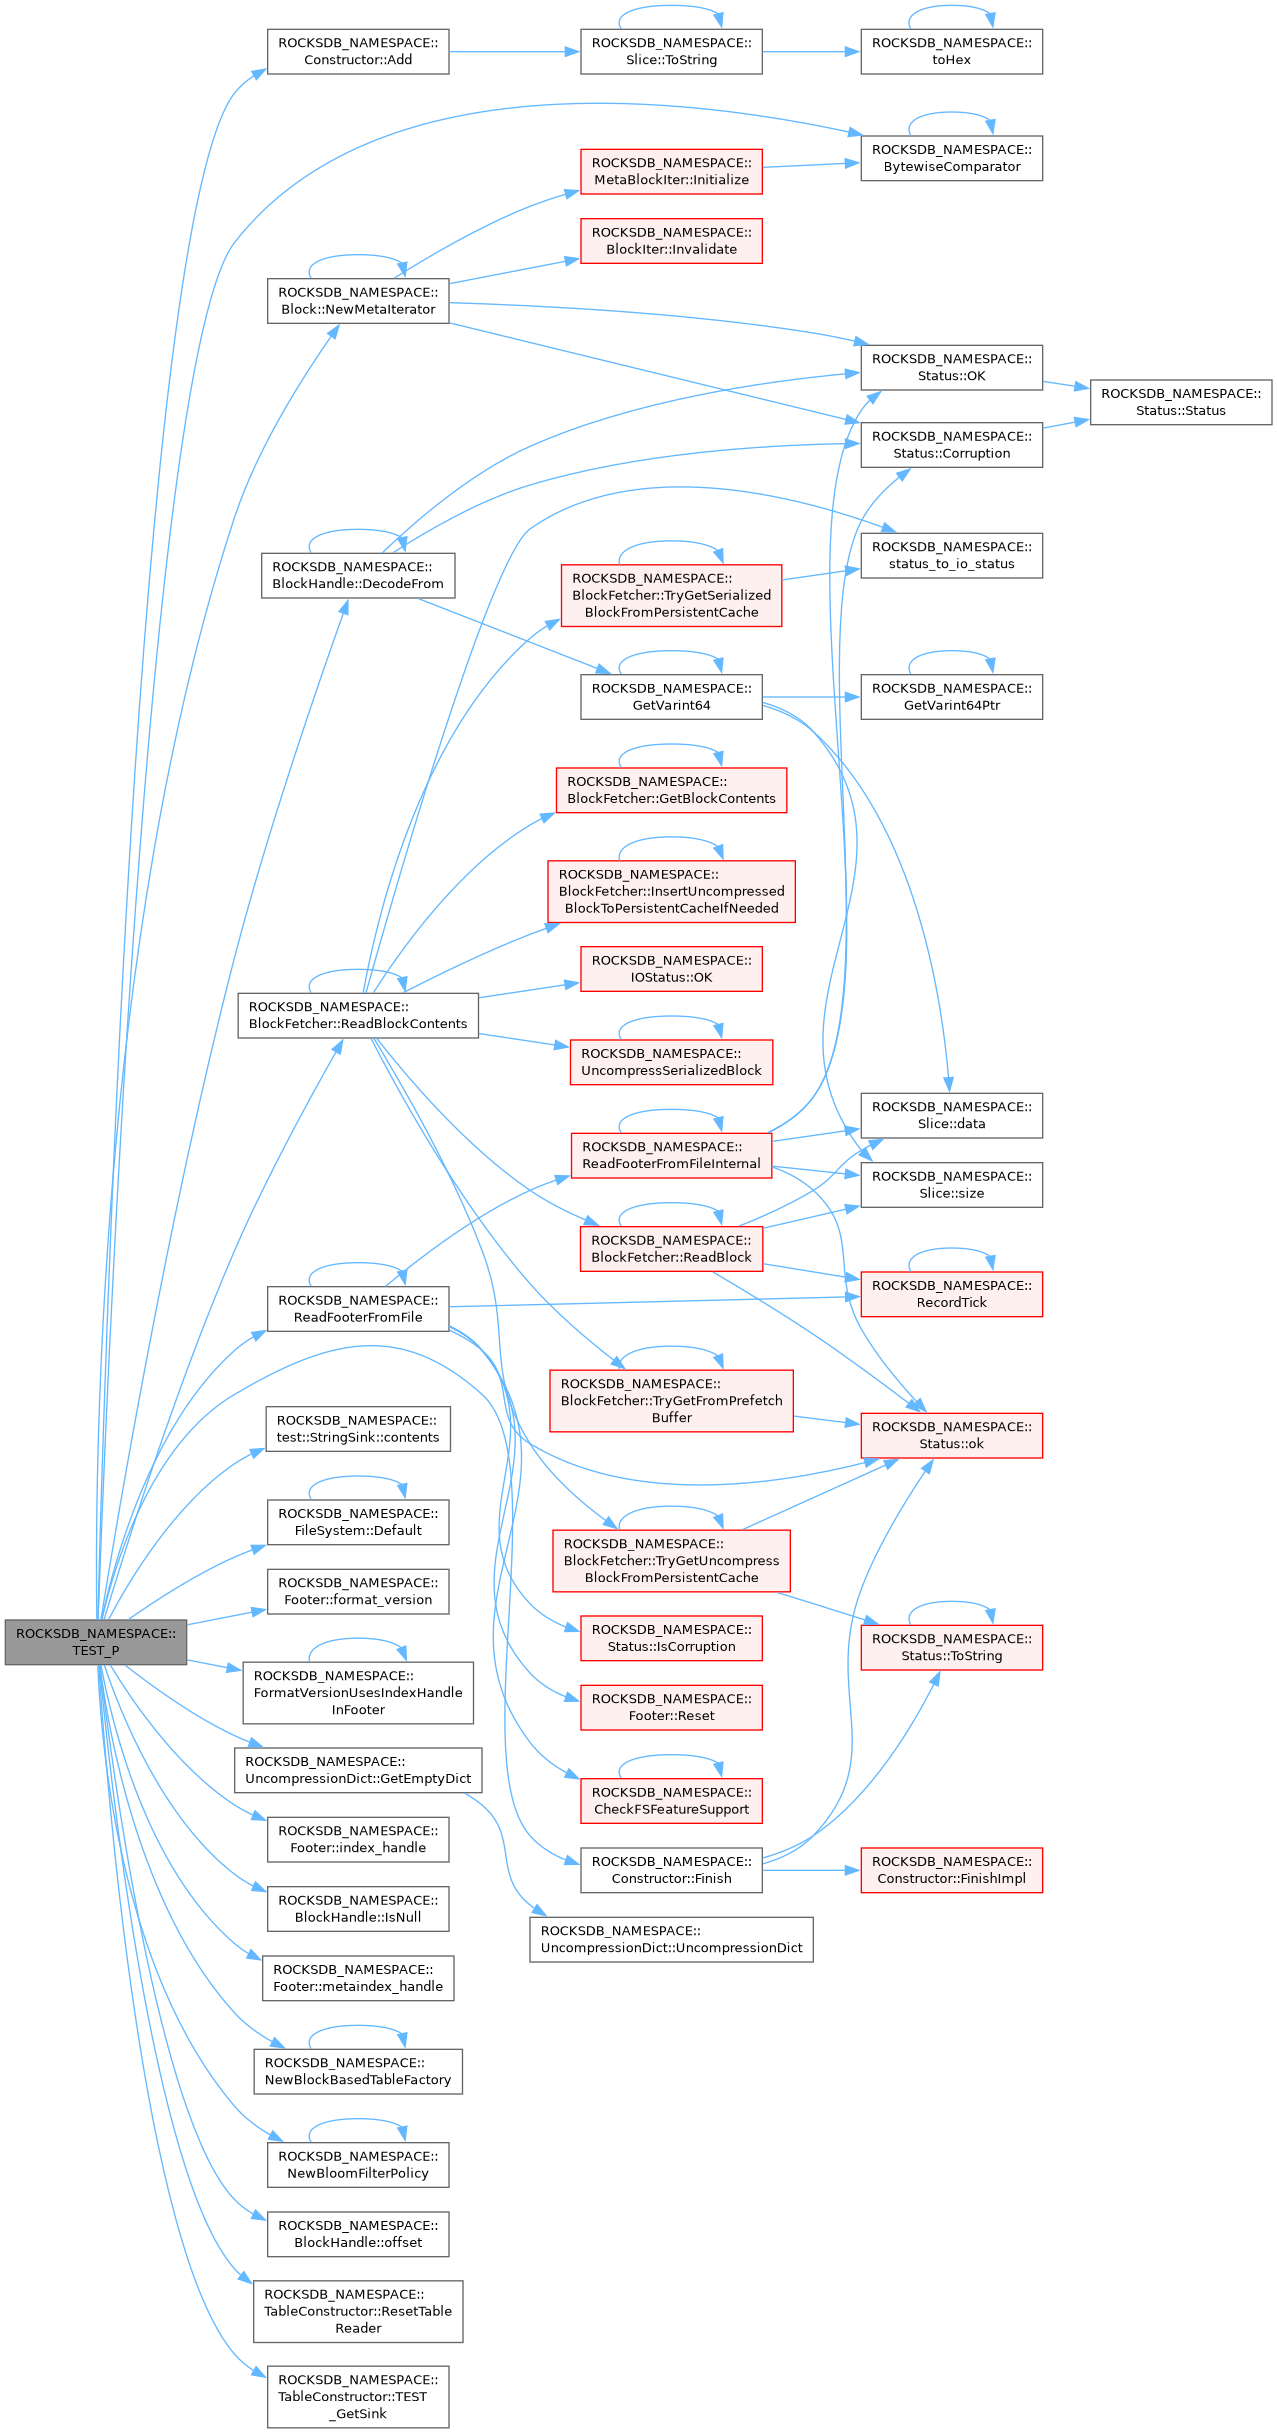 ROCKSDB_NAMESPACE::
Constructor::Add
ROCKSDB_NAMESPACE::
Slice::ToString
ROCKSDB_NAMESPACE::
toHex
ROCKSDB_NAMESPACE::
BytewiseComparator
ROCKSDB_NAMESPACE::
MetaBlockIter::Initialize
ROCKSDB_NAMESPACE::
BlockIter::Invalidate
ROCKSDB_NAMESPACE::
Block::NewMetaIterator
ROCKSDB_NAMESPACE::
Status::OK
ROCKSDB_NAMESPACE::
Status::Status
ROCKSDB_NAMESPACE::
Status::Corruption
ROCKSDB_NAMESPACE::
status_to_io_status
ROCKSDB_NAMESPACE::
BlockHandle::DecodeFrom
ROCKSDB_NAMESPACE::
BlockFetcher::TryGetSerialized
BlockFromPersistentCache
ROCKSDB_NAMESPACE::
GetVarint64
ROCKSDB_NAMESPACE::
GetVarint64Ptr
ROCKSDB_NAMESPACE::
BlockFetcher::GetBlockContents
ROCKSDB_NAMESPACE::
BlockFetcher::InsertUncompressed
BlockToPersistentCacheIfNeeded
ROCKSDB_NAMESPACE::
IOStatus::OK
ROCKSDB_NAMESPACE::
BlockFetcher::ReadBlockContents
ROCKSDB_NAMESPACE::
UncompressSerializedBlock
ROCKSDB_NAMESPACE::
Slice::data
ROCKSDB_NAMESPACE::
ReadFooterFromFileInternal
ROCKSDB_NAMESPACE::
Slice::size
ROCKSDB_NAMESPACE::
BlockFetcher::ReadBlock
ROCKSDB_NAMESPACE::
RecordTick
ROCKSDB_NAMESPACE::
ReadFooterFromFile
ROCKSDB_NAMESPACE::
BlockFetcher::TryGetFromPrefetch
Buffer
ROCKSDB_NAMESPACE::
test::StringSink::contents
ROCKSDB_NAMESPACE::
Status::ok
ROCKSDB_NAMESPACE::
FileSystem::Default
ROCKSDB_NAMESPACE::
BlockFetcher::TryGetUncompress
BlockFromPersistentCache
ROCKSDB_NAMESPACE::
Footer::format_version
ROCKSDB_NAMESPACE::
TEST_P
ROCKSDB_NAMESPACE::
Status::IsCorruption
ROCKSDB_NAMESPACE::
Status::ToString
ROCKSDB_NAMESPACE::
FormatVersionUsesIndexHandle
InFooter
ROCKSDB_NAMESPACE::
Footer::Reset
ROCKSDB_NAMESPACE::
UncompressionDict::GetEmptyDict
ROCKSDB_NAMESPACE::
CheckFSFeatureSupport
ROCKSDB_NAMESPACE::
Footer::index_handle
ROCKSDB_NAMESPACE::
Constructor::Finish
ROCKSDB_NAMESPACE::
Constructor::FinishImpl
ROCKSDB_NAMESPACE::
BlockHandle::IsNull
ROCKSDB_NAMESPACE::
UncompressionDict::UncompressionDict
ROCKSDB_NAMESPACE::
Footer::metaindex_handle
ROCKSDB_NAMESPACE::
NewBlockBasedTableFactory
ROCKSDB_NAMESPACE::
NewBloomFilterPolicy
ROCKSDB_NAMESPACE::
BlockHandle::offset
ROCKSDB_NAMESPACE::
TableConstructor::ResetTable
Reader
ROCKSDB_NAMESPACE::
TableConstructor::TEST
_GetSink